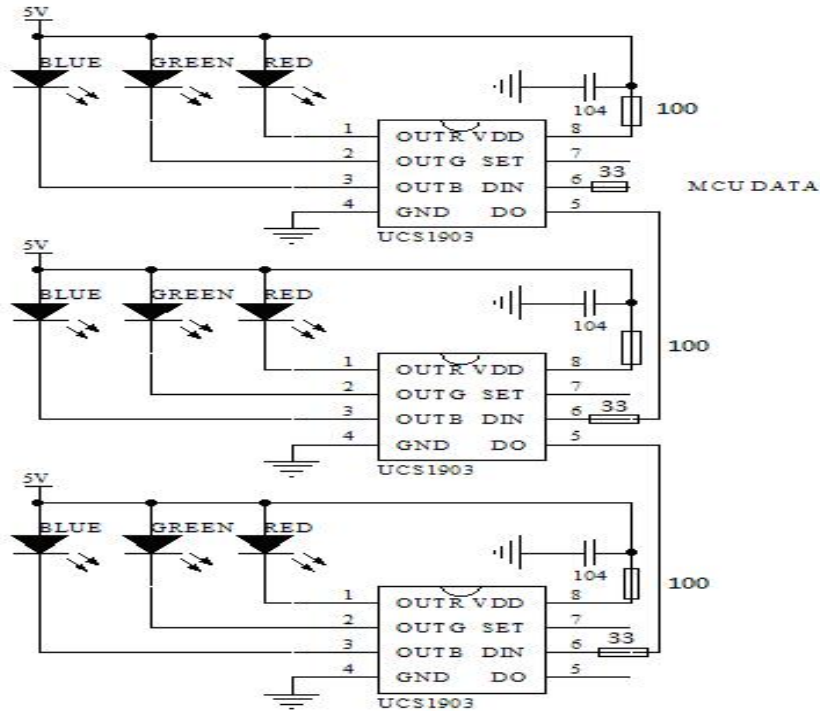 5V
BLUE GREEN RED
104 100
1 OUTR VDD 8
2 OUTG SET 7
3 OUTB DIN 6 33 MCU DATA
4 GND DO 5
UCS1903
5V
BLUE GREEN RED
104 100
1 OUTR VDD 8
2 OUTG SET 7
3 OUTB DIN 6 33
4 GND DO 5
UCS1903
5V
BLUE GREEN RED
104 100
1 OUTR VDD 8
2 OUTG SET 7
3 OUTB DIN 6 33
4 GND DO 5
UCS1903